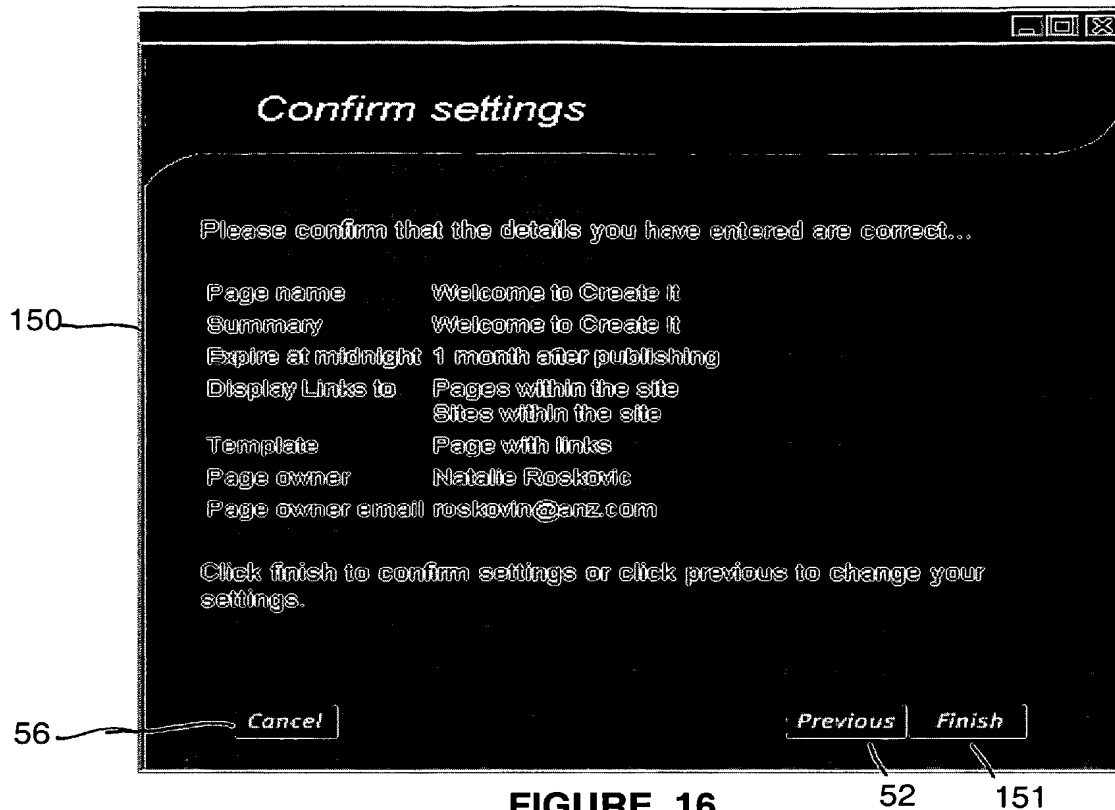 Confirm settings
Please confirm that the details you have entered are correct...
Page name Welcome to Create It
Summary Welcome to Create It
Expire at midnight 1 month after publishing
Display Links to Pages within the site
Sites within the site
Template Page with links
Page owner Natalie Roskovic
Page owner email roskovin@anz.com
150
Click finish to confirm settings or click previous to change your
settings.
Cancel Previous Finish
56
52 151
FIGURE 16